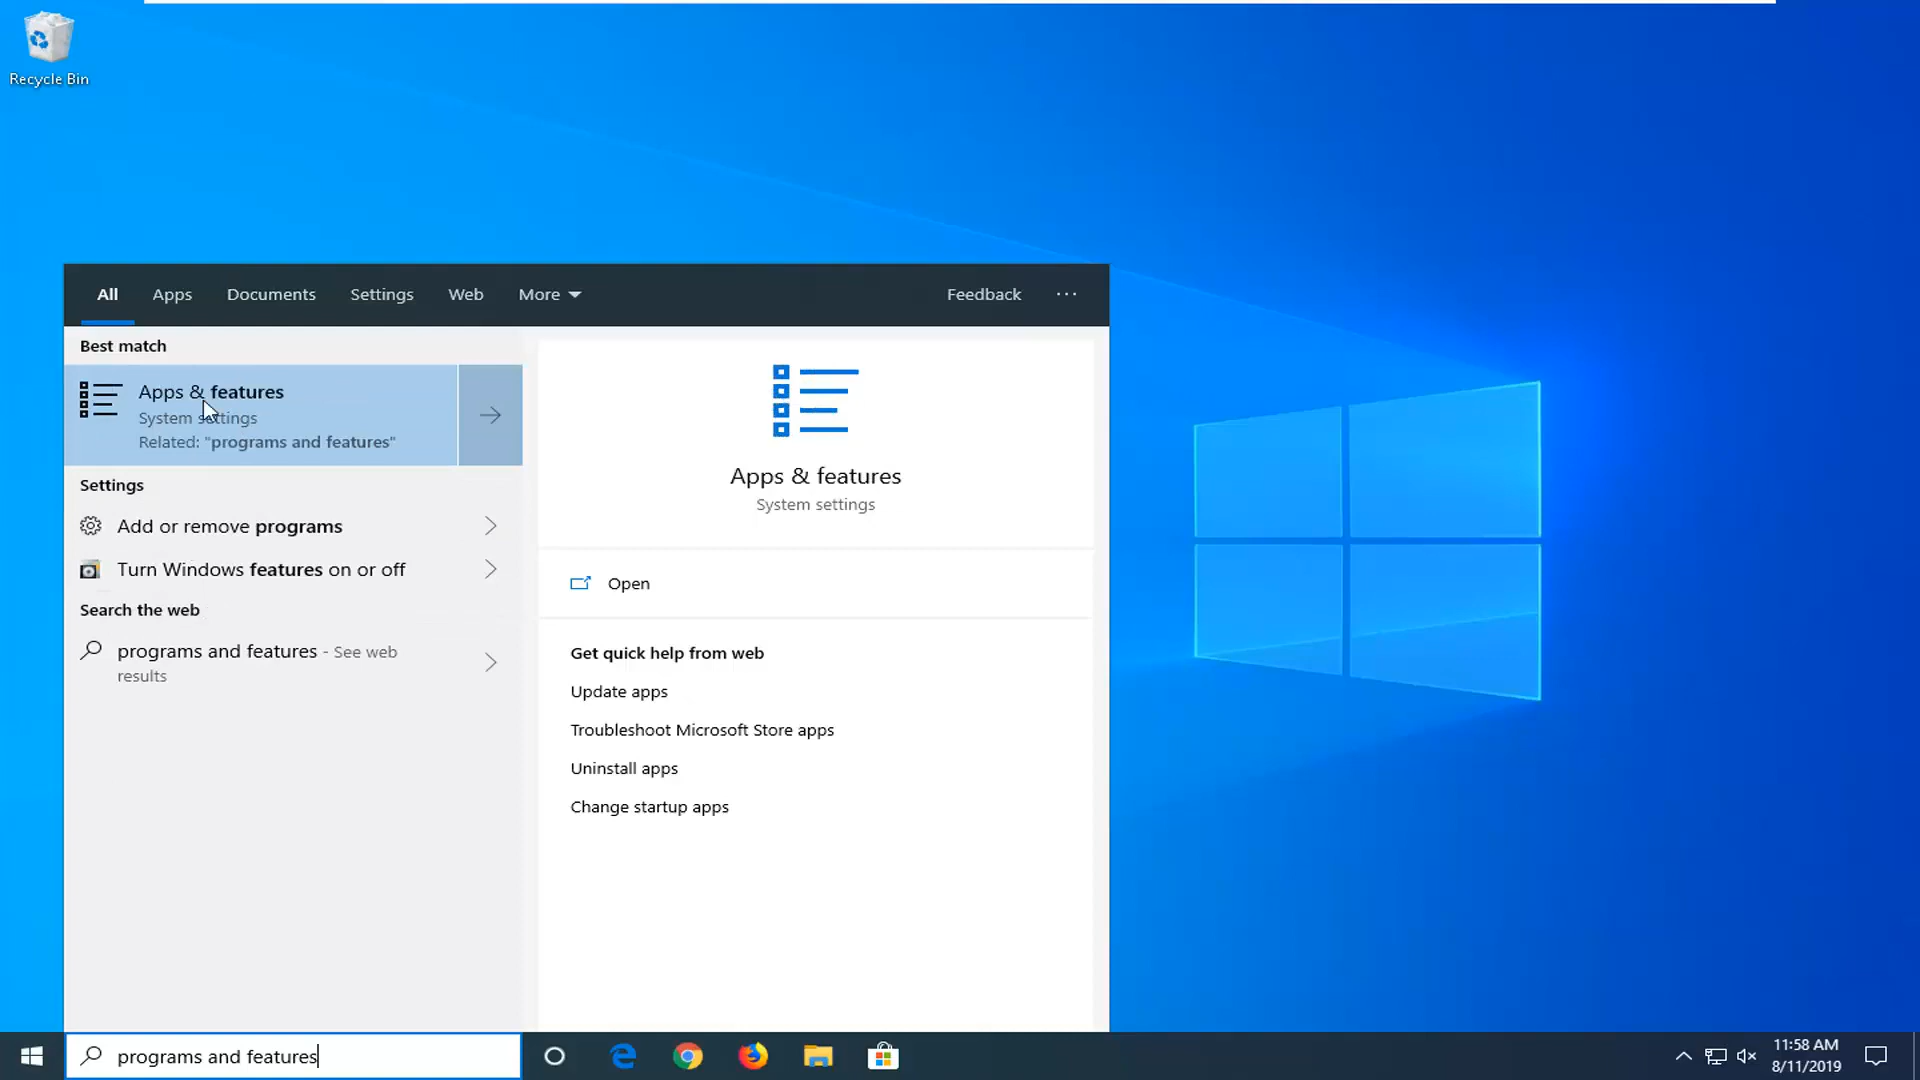 Recycle Bin
All Apps Documents Settings Web More Feedback ...
Best match
Apps & features
System settings
Related: "programs and features"
Settings
Add or remove programs
Turn Windows features on or off
Search the web
programs and features - See web
results
Apps & features
System settings
Open
Get quick help from web
Update apps
Troubleshoot Microsoft Store apps
Uninstall apps
Change startup apps
programs and features
11:58 AM
8/11/2019